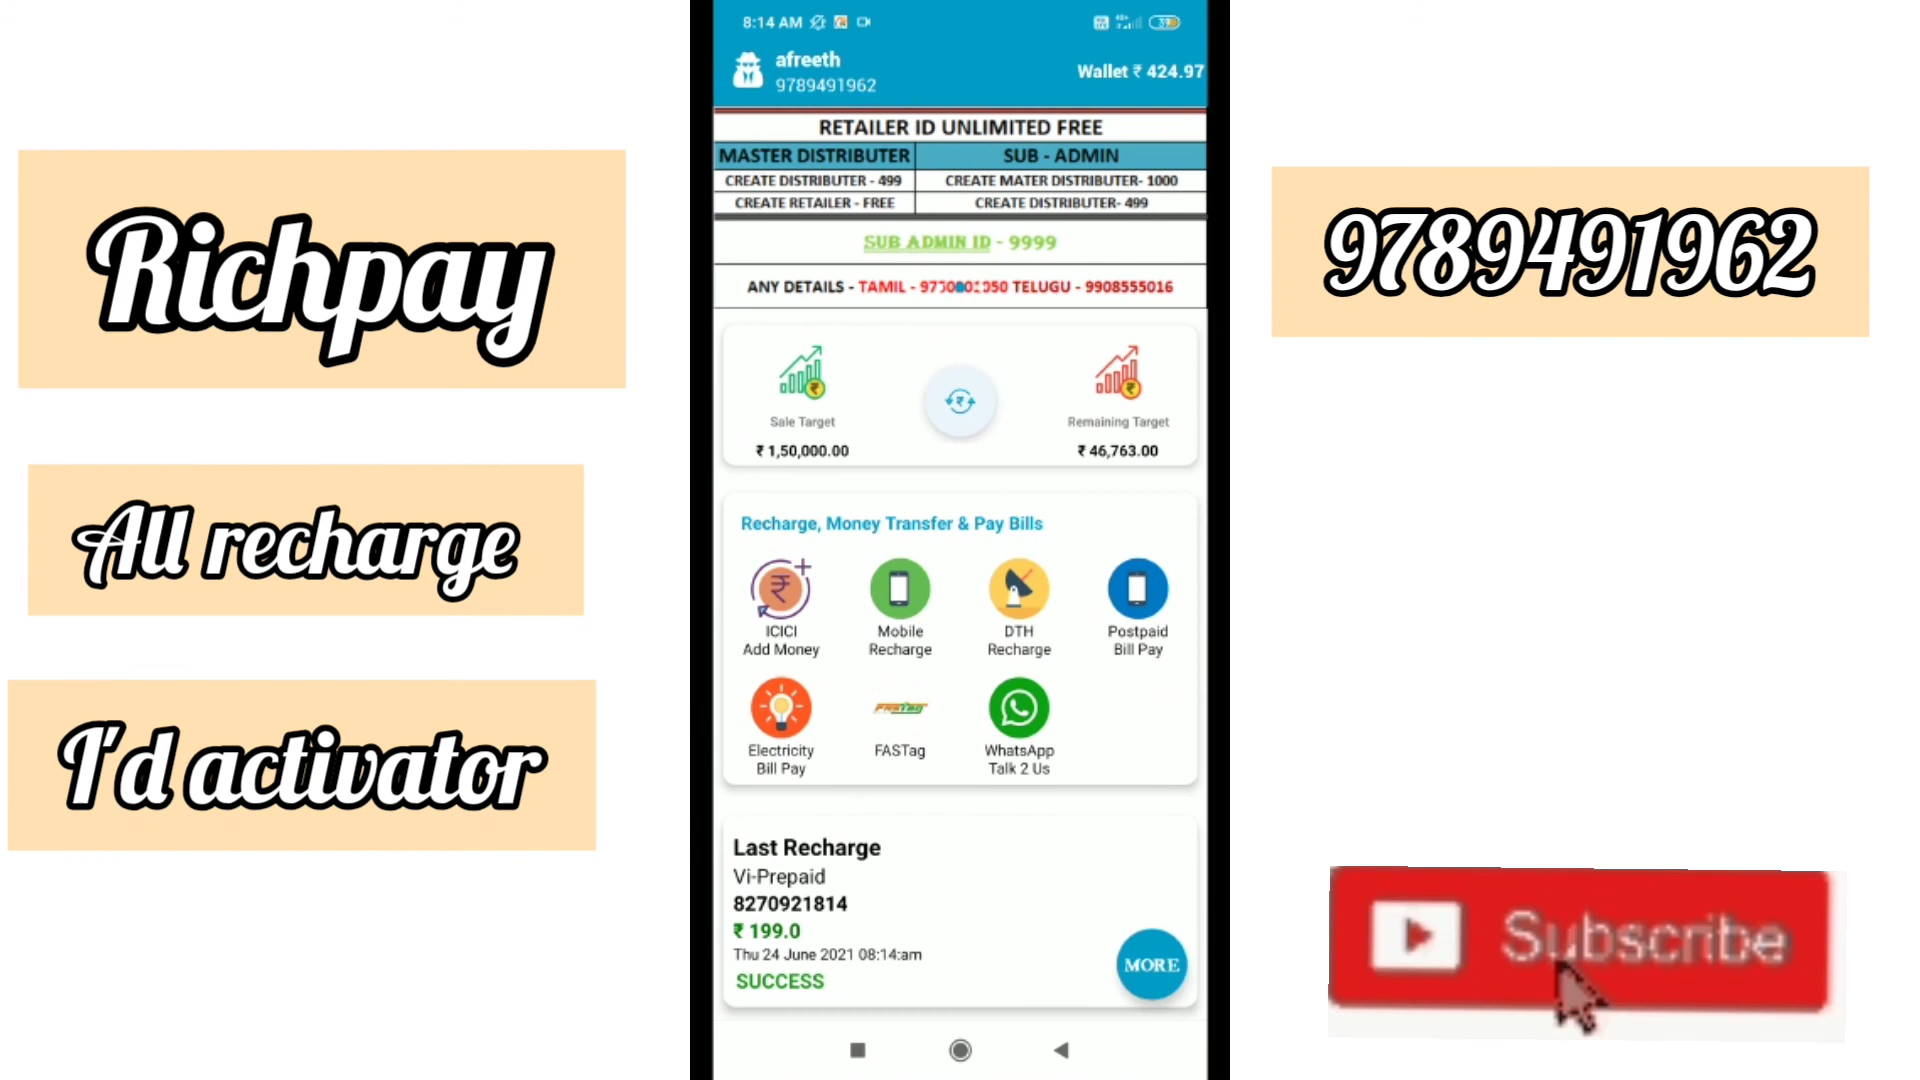 Richpay
All recharge
I'd activator
8:14 AM
afreeth
9789491962
Wallet ₹ 424.97
RETAILER ID UNLIMITED FREE
MASTER DISTRIBUTER
SUB - ADMIN
CREATE DISTRIBUTER - 499
CREATE MATER DISTRIBUTER- 1000
CREATE RETAILER - FREE
CREATE DISTRIBUTER- 499
SUB ADMIN ID - 9999
ANY DETAILS - TAMIL - TELUGU - 9908555016
Sale Target
₹ 1,50,000.00
Remaining Target
₹ 46,763.00
Recharge, Money Transfer & Pay Bills
ICICI
Add Money
Mobile
Recharge
DTH
Recharge
Postpaid
Bill Pay
Electricity
Bill Pay
FASTag
FASTag
WhatsApp
Talk 2 Us
Last Recharge
Vi-Prepaid
8270921814
₹ 199.0
Thu 24 June 2021 08:14:am
SUCCESS
MORE
9789491962
Subscribe